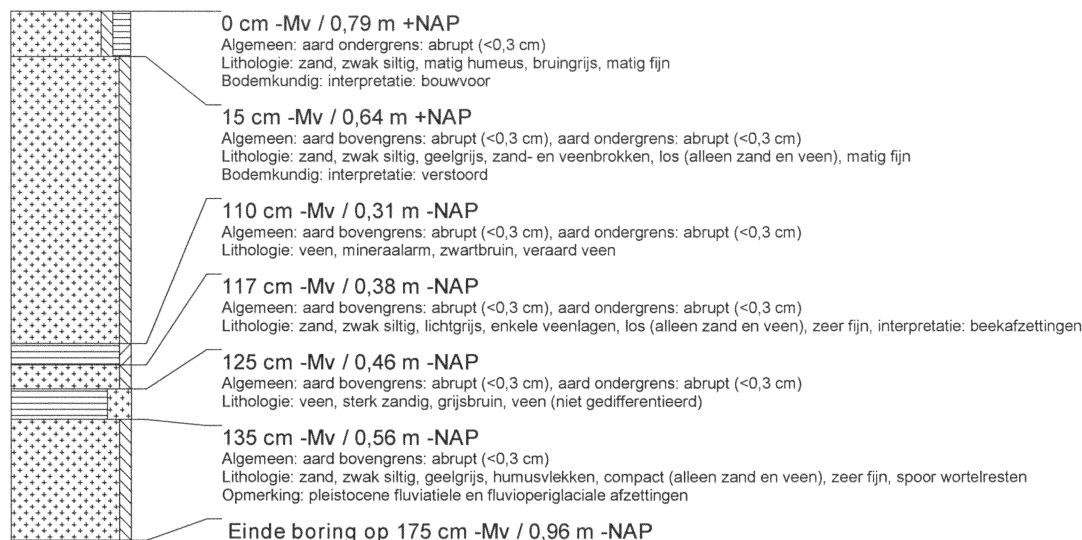 0 cm -Mv / 0,79 m +NAP
Algemeen: aard ondergrens: abrupt (<0,3 cm)
Lithologie: zand, zwak siltig, matig humeus, bruingrijs, matig fijn
Bodemkundig: interpretatie: bouwvoor
15 cm -Mv / 0,64 m +NAP
Algemeen: aard bovengrens: abrupt (<0,3 cm), aard ondergrens: abrupt (<0,3 cm)
Lithologie: zand, zwak siltig, geelgrijs, zand- en veenbrokken, los (alleen zand en veen), matig fijn
Bodemkundig: interpretatie: verstoord
110 cm -Mv / 0,31 m -NAP
Algemeen: aard bovengrens: abrupt (<0,3 cm), aard ondergrens: abrupt (<0,3 cm)
Lithologie: veen, mineraalarm, zwartbruin, veraard veen
117 cm -Mv / 0,38 m -NAP
Algemeen: aard bovengrens: abrupt (<0,3 cm), aard ondergrens: abrupt (<0,3 cm)
Lithologie: zand, zwak siltig, lichtgrijs, enkele veenlagen, los (alleen zand en veen), zeer fijn, interpretatie: beekafzettingen
125 cm -Mv / 0,46 m -NAP
Algemeen: aard bovengrens: abrupt (<0,3 cm), aard ondergrens: abrupt (<0,3 cm)
Lithologie: veen, sterk zandig, grijsbruin, veen (niet gedifferentieerd)
135 cm -Mv / 0,56 m -NAP
Algemeen: aard bovengrens: abrupt (<0,3 cm)
Lithologie: zand, zwak siltig, geelgrijs, humusvlekken, compact (alleen zand en veen), zeer fijn, spoor wortelresten
Opmerking: pleistocene fluviatiele en fluvioperiglaciale afzettingen
Einde boring op 175 cm -Mv / 0,96 m -NAP